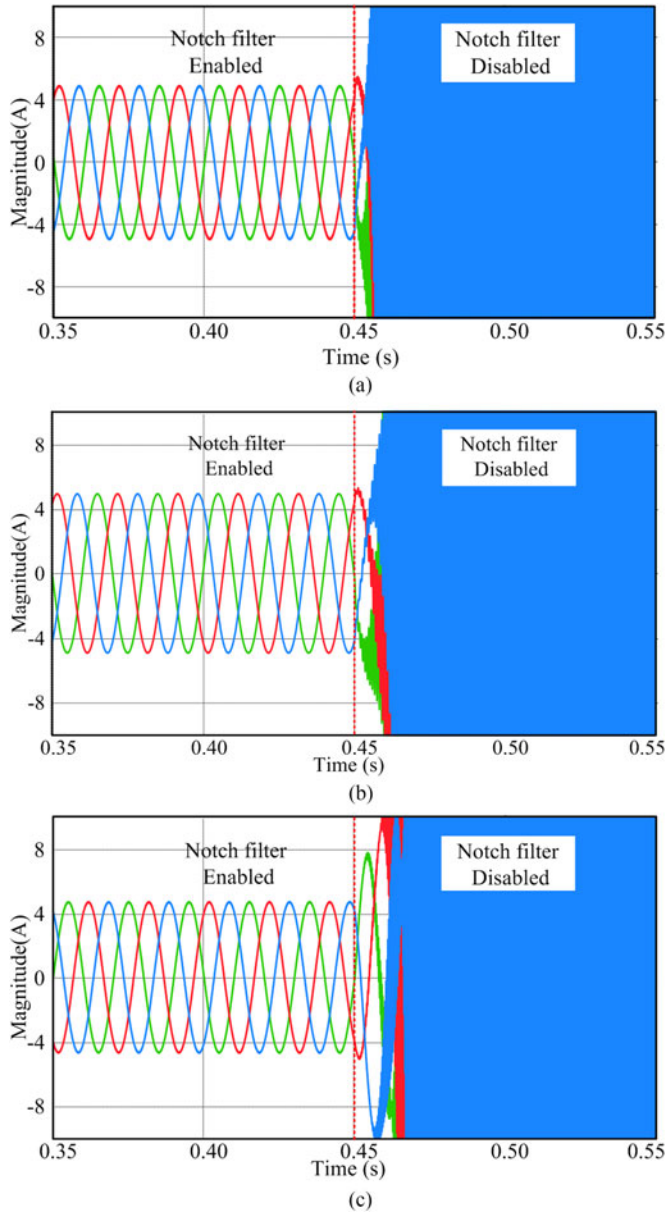 8
4
0
-4
-8
Magnitude(A)
Notch filter
Enabled
Notch filter
Disabled
0.35
0.40
0.45
0.50
0.55
Time (s)
(a)
8
4
0
-4
-8
Magnitude(A)
Notch filter
Enabled
Notch filter
Disabled
0.35
0.40
0.45
0.50
0.55
Time (s)
(b)
8
4
0
-4
-8
Magnitude(A)
Notch filter
Enabled
Notch filter
Disabled
0.35
0.40
0.45
0.50
0.55
Time (s)
(c)